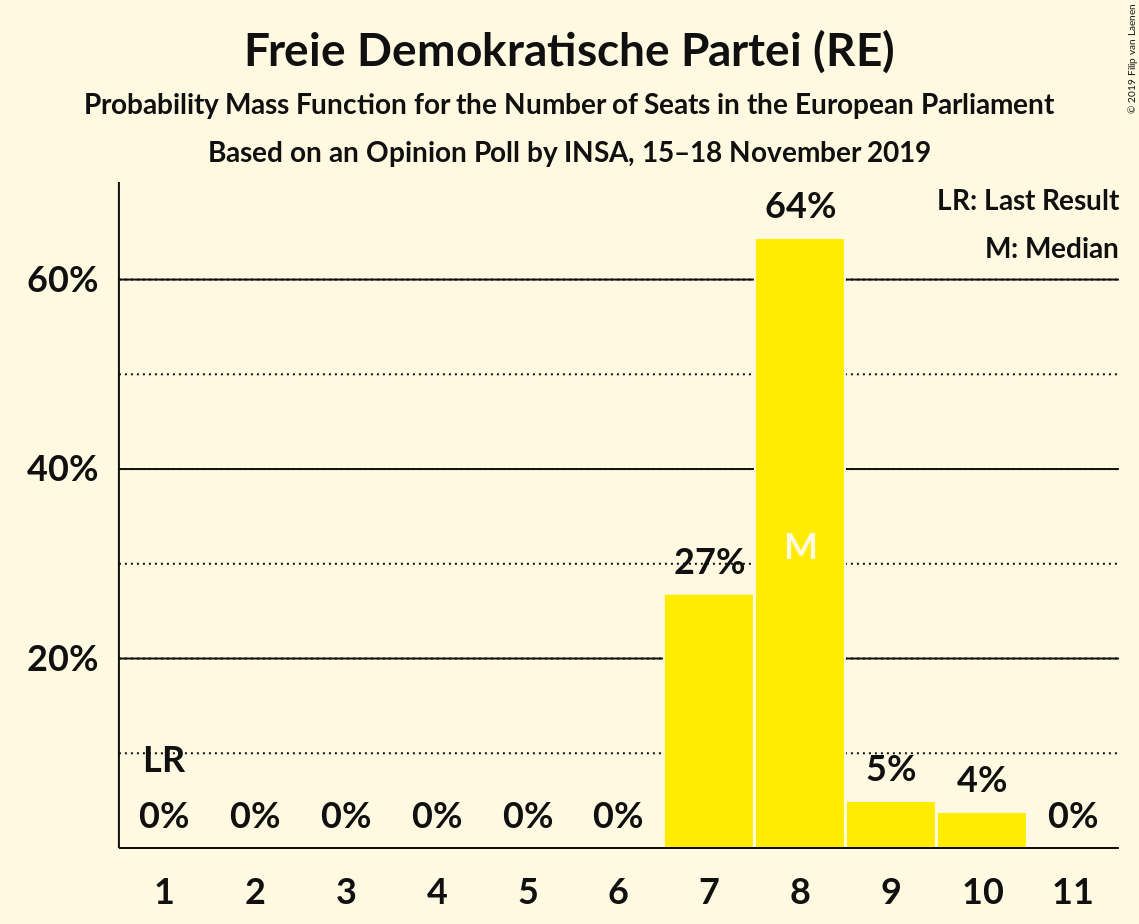 Freie Demokratische Partei (RE)
Probability Mass Function for the Number of Seats in the European Parliament
Based on an Opinion Poll by INSA, 15–18 November 2019
© 2019 Filip van Laenen
LR: Last Result
M: Median
64%
60%
40%
M
27%
20%
LR
5%
4%
0% 0% 0% 0% 0% 0% 0%
1 2 3 4 5 6 7 8 9 10 11